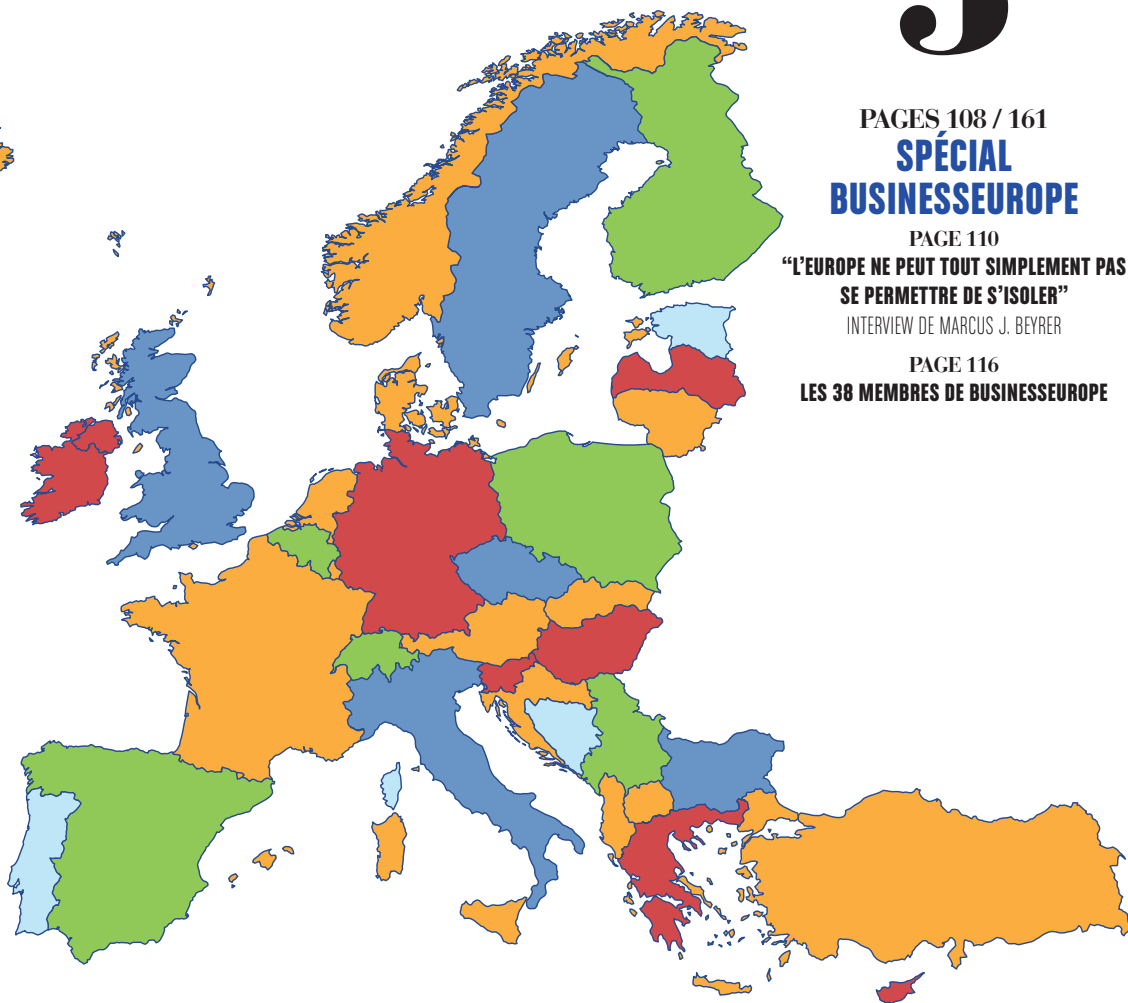 PAGES 108 / 161
SPÉCIAL
BUSINESSEUROPE
PAGE 110
“L’EUROPE NE PEUT TOUT SIMPLEMENT PAS
SE PERMETTRE DE S’ISOLER”
INTERVIEW DE MARCUS J. BEYRER
PAGE 116
LES 38 MEMBRES DE BUSINESSEUROPE